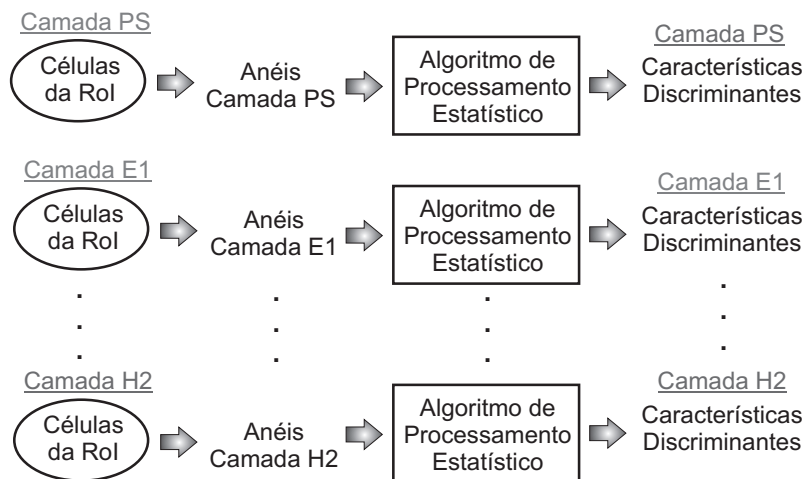 Camada PS
Células
da RoI
Anéis
Camada PS
Algoritmo de
Processamento
Estatístico
Camada PS
Características
Discriminantes
Camada E1
Células
da RoI
Anéis
Camada E1
Algoritmo de
Processamento
Estatístico
Camada E1
Características
Discriminantes
Camada H2
Células
da RoI
Anéis
Camada H2
Algoritmo de
Processamento
Estatístico
Camada H2
Características
Discriminantes